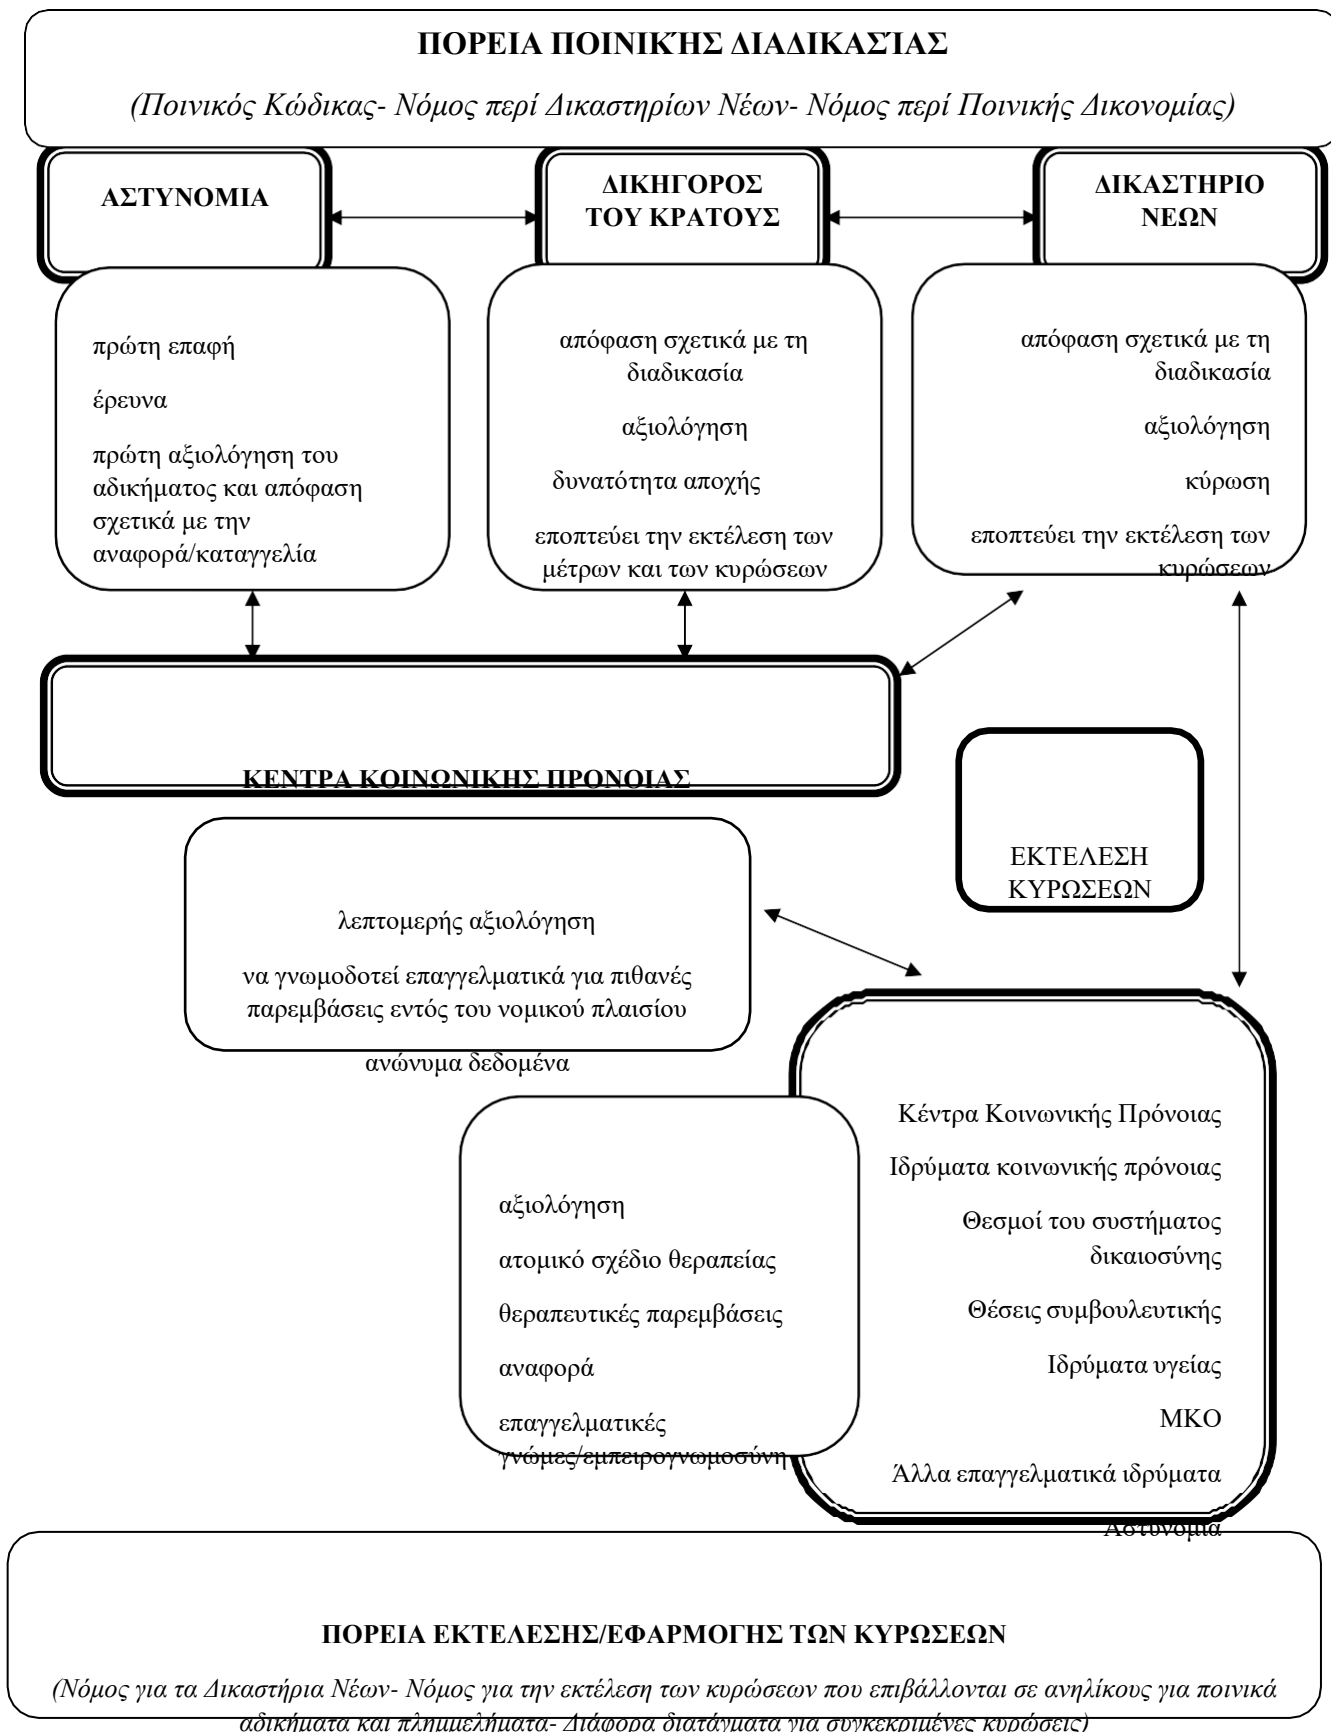 ΠΟΡΕΙΑ ΠΟΙΝΙΚΉΣ ΔΙΑΔΙΚΑΣΊΑΣ
(Ποινικός Κώδικας- Νόμος περί Δικαστηρίων Νέων- Νόμος περί Ποινικής Δικονομίας)
ΑΣΤΥΝΟΜΙΑ
ΔΙΚΗΓΟΡΟΣ
ΤΟΥ ΚΡΑΤΟΥΣ
ΔΙΚΑΣΤΗΡΙΟ
ΝΕΩΝ
πρώτη επαφή
έρευνα
πρώτη αξιολόγηση του
αδικήματος και απόφαση
σχετικά με την
αναφορά/καταγγελία
απόφαση σχετικά με τη
διαδικασία
αξιολόγηση
δυνατότητα αποχής
εποπτεύει την εκτέλεση των
μέτρων και των κυρώσεων
απόφαση σχετικά με τη
διαδικασία
αξιολόγηση
κύρωση
εποπτεύει την εκτέλεση των
κυρώσεων
ΚΕΝΤΡΑ ΚΟΙΝΩΝΙΚΗΣ ΠΡΟΝΟΙΑΣ
ΕΚΤΕΛΕΣΗ
ΚΥΡΩΣΕΩΝ
λεπτομερής αξιολόγηση
να γνωμοδοτεί επαγγελματικά για πιθανές
παρεμβάσεις εντός του νομικού πλαισίου
ανώνυμα δεδομένα
αξιολόγηση
ατομικό σχέδιο θεραπείας
θεραπευτικές παρεμβάσεις
αναφορά
επαγγελματικές
γνώμες/εμπειρογνωμοσύνη
Κέντρα Κοινωνικής Πρόνοιας
Ιδρύματα κοινωνικής πρόνοιας
Θεσμοί του συστήματος
δικαιοσύνης
Θέσεις συμβουλευτικής
Ιδρύματα υγείας
ΜΚΟ
Άλλα επαγγελματικά ιδρύματα
Αστυνομία
ΠΟΡΕΙΑ ΕΚΤΕΛΕΣΗΣ/ΕΦΑΡΜΟΓΗΣ ΤΩΝ ΚΥΡΩΣΕΩΝ
(Νόμος για τα Δικαστήρια Νέων- Νόμος για την εκτέλεση των κυρώσεων που επιβάλλονται σε ανηλίκους για ποινικά
αδικήματα και πλημμελήματα- Διάφορα διατάγματα για συγκεκριμένες κυρώσεις)